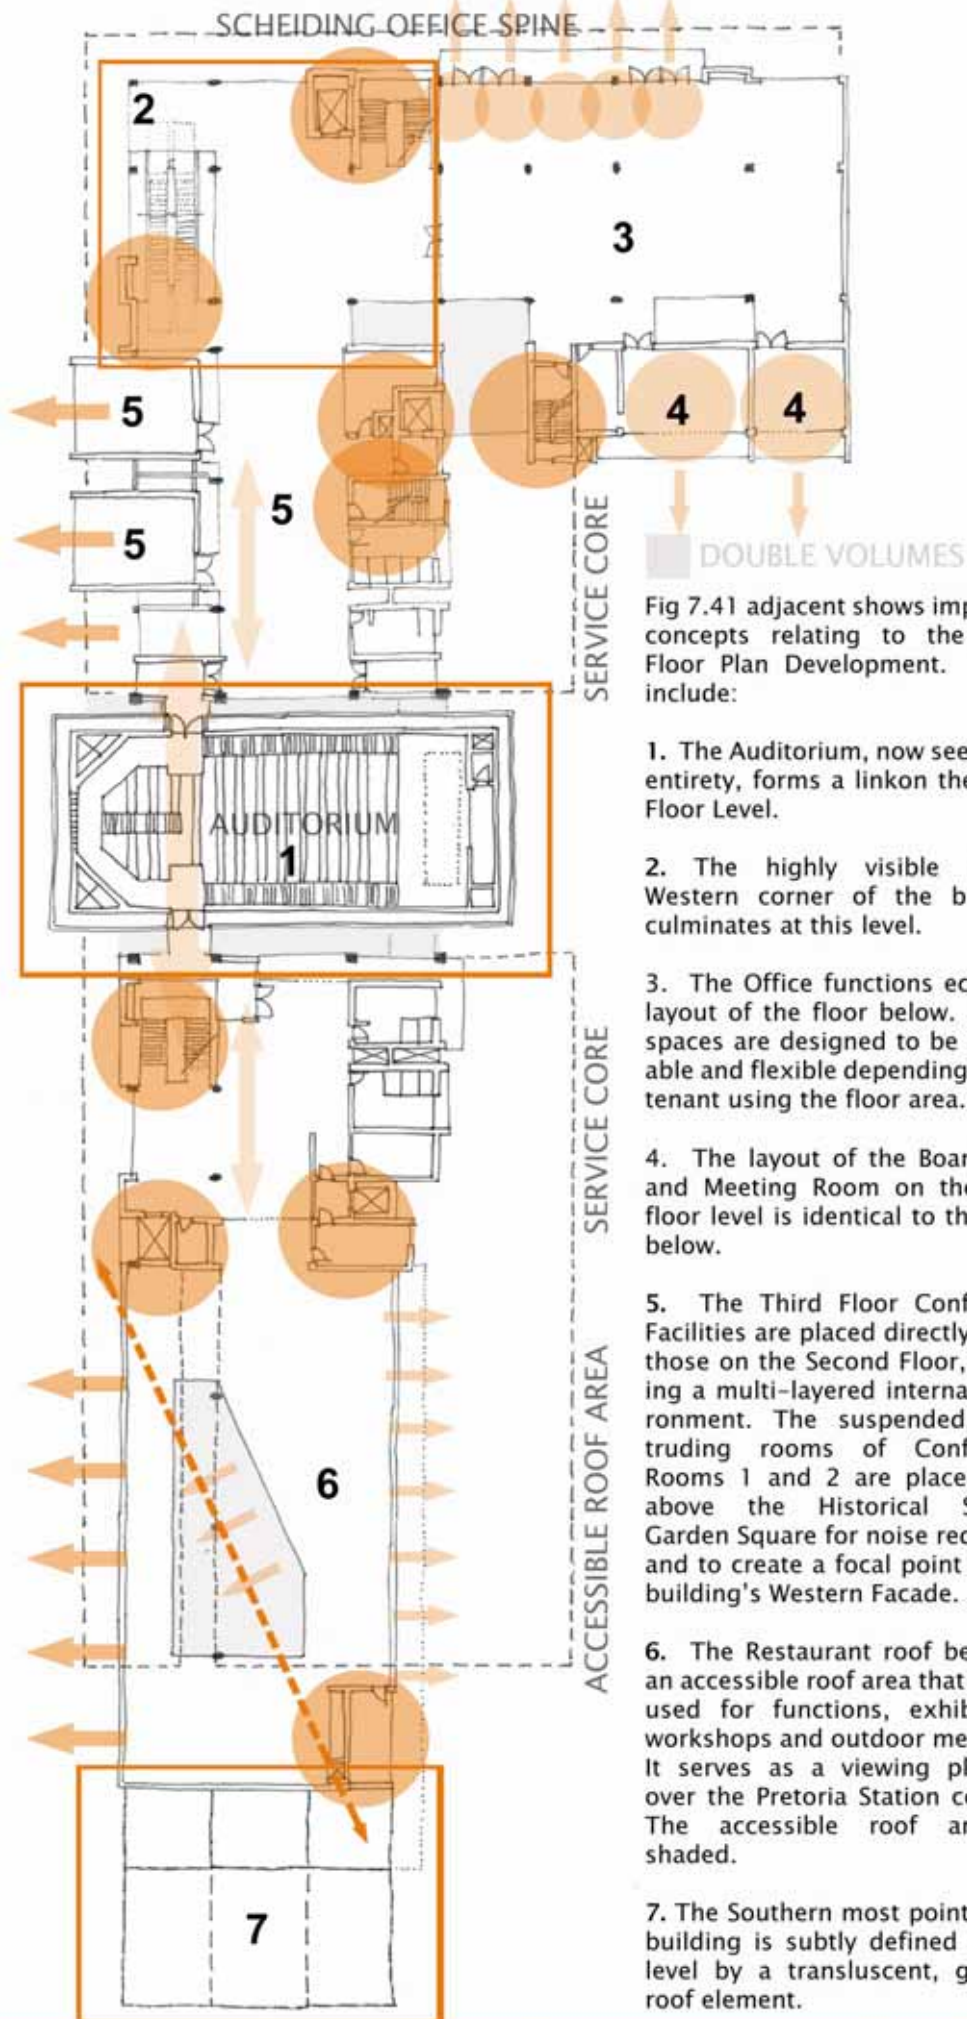 SCHEIDING OFFICE SPINE
2
3
5
4
4
5
5
SERVICE CORE
DOUBLE VOLUMES
AUDITORIUM
1
SERVICE CORE
6
ACCESSIBLE ROOF AREA
7
Fig 7.41 adjacent shows imp
concepts relating to the
Floor Plan Development.
include:
1. The Auditorium, now see
entirety, forms a linkon the
Floor Level.
2. The highly visible
Western corner of the b
culminates at this level.
3. The Office functions ec
layout of the floor below.
spaces are designed to be
able and flexible depending
tenant using the floor area.
4. The layout of the Boar
and Meeting Room on the
floor level is identical to th
below.
5. The Third Floor Conf
Facilities are placed directly
those on the Second Floor,
ing a multi-layered interna
ronment. The suspended
truding rooms of Conf
Rooms 1 and 2 are place
above the Historical S
Garden Square for noise rec
and to create a focal point
building's Western Facade.
6. The Restaurant roof be
an accessible roof area that
used for functions, exhib
workshops and outdoor me
It serves as a viewing pl
over the Pretoria Station c
The accessible roof ar
shaded.
7. The Southern most point
building is subtly defined
level by a transluscent, g
roof element.